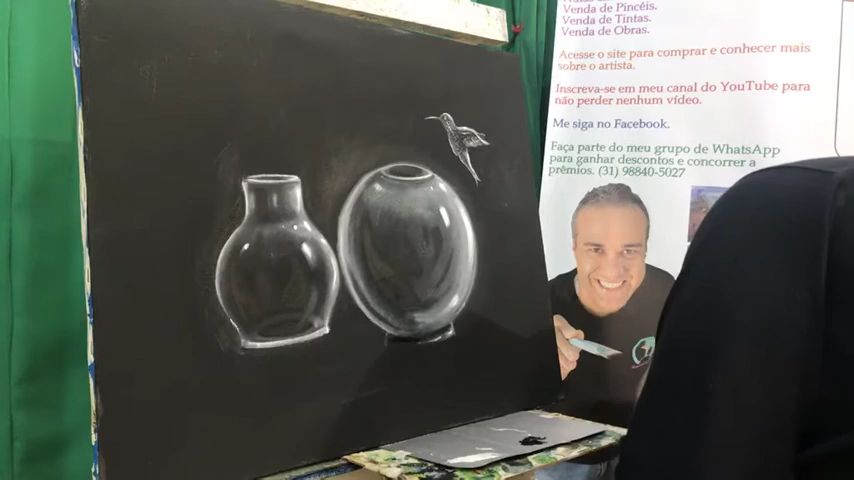 Venda de Pincéis.
Venda de Tintas.
Venda de Obras.
Acesse o site para comprar e conhecer mais
sobre o artista.
Inscreva-se em meu canal do YouTube para
não perder nenhum vídeo.
Me siga no Facebook.
Faça parte do meu grupo de WhatsApp
para ganhar descontos e concorrer a
prêmios. (31) 98840-5027